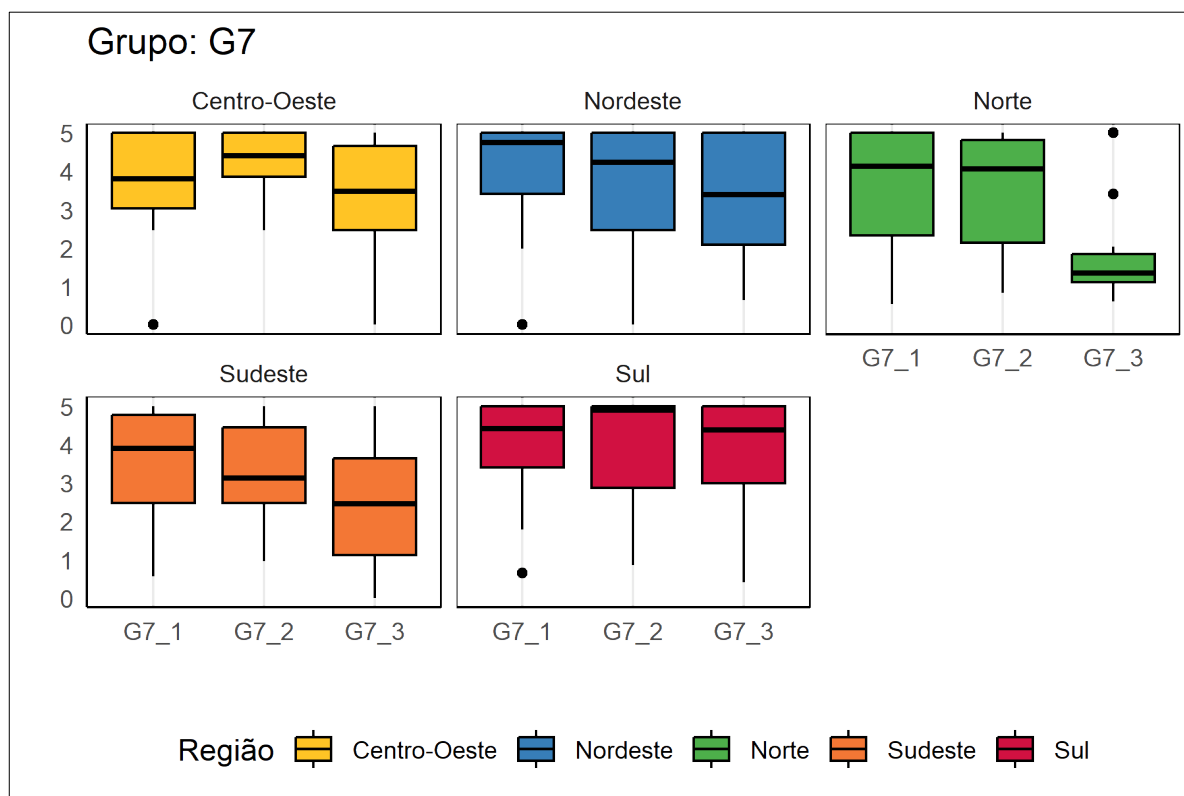 Grupo: G7
Centro-Oeste Nordeste Norte
5
4
3
2
1
0
G7_1 G7_2 G7_3
Sudeste Sul
5
4
3
2
1
0
G7_1 G7_2 G7_3 G7_1 G7_2 G7_3
Região Centro-Oeste Nordeste Norte Sudeste Sul